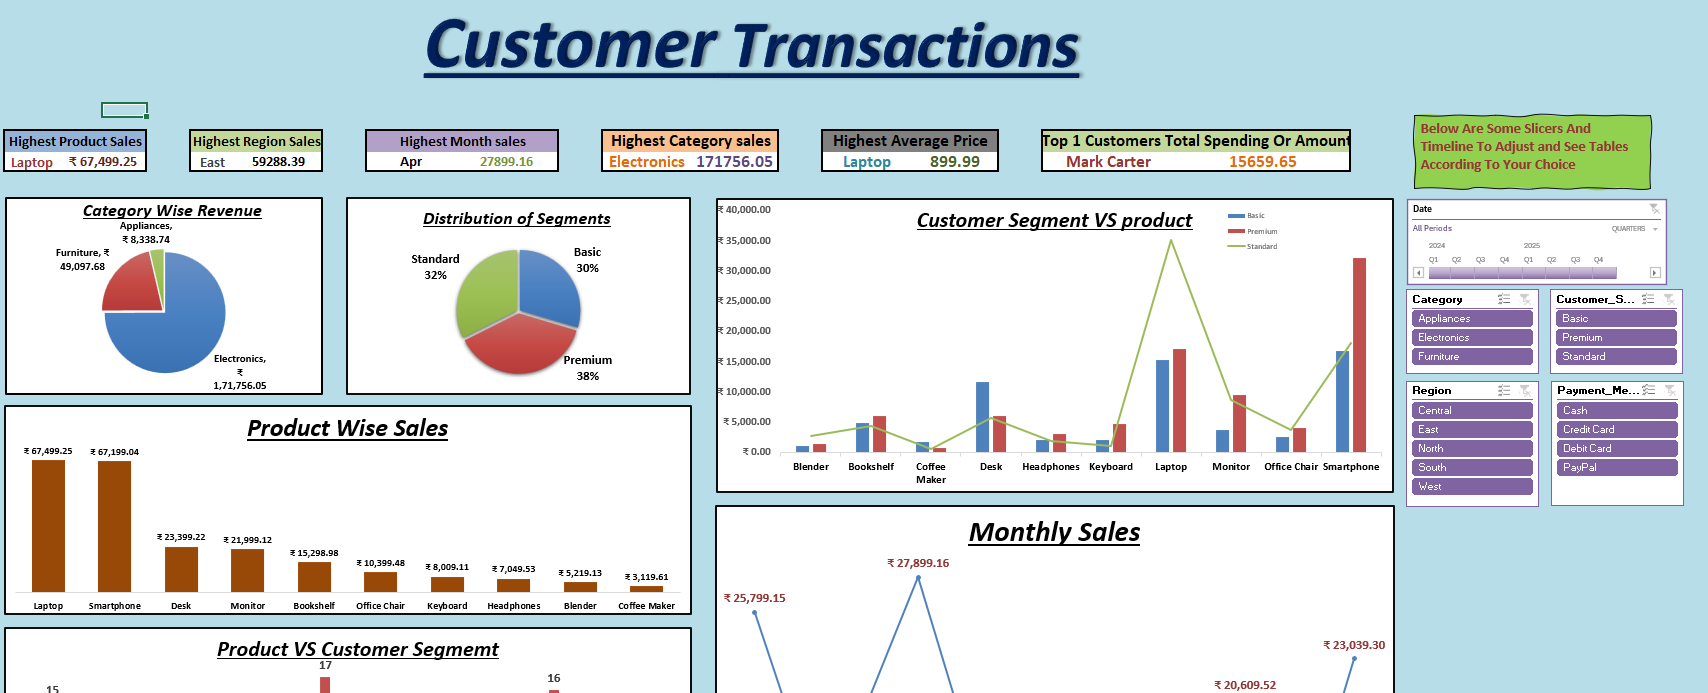 Customer Transactions
Highest Product Sales
Laptop ₹ 67,499.25
Highest Region Sales
East 59288.39
Highest Month sales
Apr 27899.16
Highest Category sales
Electronics 171756.05
Highest Average Price
Laptop 899.99
Top 1 Customers Total Spending Or Amount
Mark Carter 15659.65
Below Are Some Slicers And
Timeline To Adjust and See Tables
According To Your Choice
Category Wise Revenue
Appliances,
₹ 8,338.74
Furniture, ₹
49,097.68
Electronics,
₹
1,71,756.05
Distribution of Segments
Standard
32%
Basic
30%
Premium
38%
Customer Segment VS product
Basic
Premium
Standard
₹ 40,000.00
₹ 35,000.00
₹ 30,000.00
₹ 25,000.00
₹ 20,000.00
₹ 15,000.00
₹ 10,000.00
₹ 5,000.00
₹ 0.00
Blender Bookshelf Coffee Desk Headphones Keyboard Laptop Monitor Office Chair Smartphone
Maker
Date
All Periods QUARTERS
2024 2025
Q1 Q2 Q3 Q4 Q1 Q2 Q3 Q4
Category
Appliances
Electronics
Furniture
Customer_S...
Basic
Premium
Standard
Region
Central
East
North
South
West
Payment_Me...
Cash
Credit Card
Debit Card
PayPal
Product Wise Sales
₹ 67,499.25 ₹ 67,199.04
₹ 23,399.22 ₹ 21,999.12
₹ 15,298.98
₹ 10,399.48 ₹ 8,009.11 ₹ 7,049.53 ₹ 5,219.13 ₹ 3,119.61
Laptop Smartphone Desk Monitor Bookshelf Office Chair Keyboard Headphones Blender Coffee Maker
Monthly Sales
₹ 27,899.16
₹ 25,799.15
₹ 23,039.30
₹ 20,609.52
Product VS Customer Segmemt
17
16
15